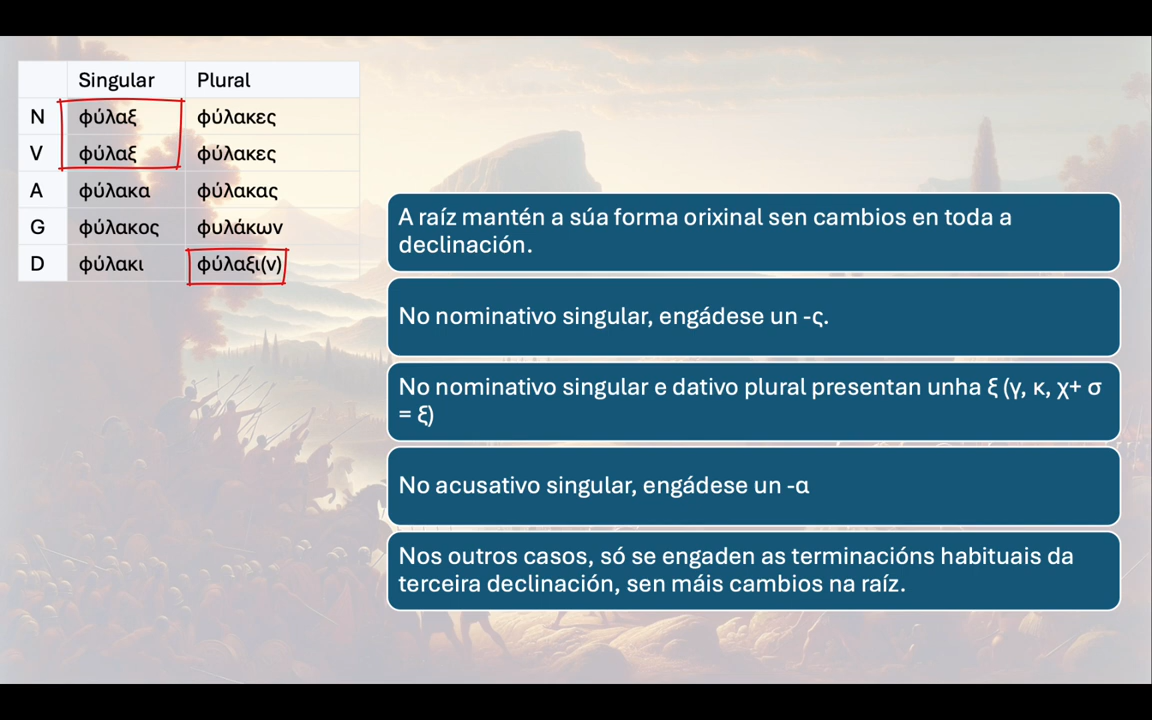 Singular Plural
N φύλαξ φύλακες
V φύλαξ φύλακες
A φύλακα φύλακας
G φύλακος φυλάκων
D φύλακι φύλαξι(ν)
A raíz mantén a súa forma orixinal sen cambios en toda a
declinación.
No nominativo singular, engádese un -ς.
No nominativo singular e dativo plural presentan unha ξ (γ, κ, χ+ σ
= ξ)
No acusativo singular, engádese un -α
Nos outros casos, só se engaden as terminacións habituais da
terceira declinación, sen máis cambios na raíz.